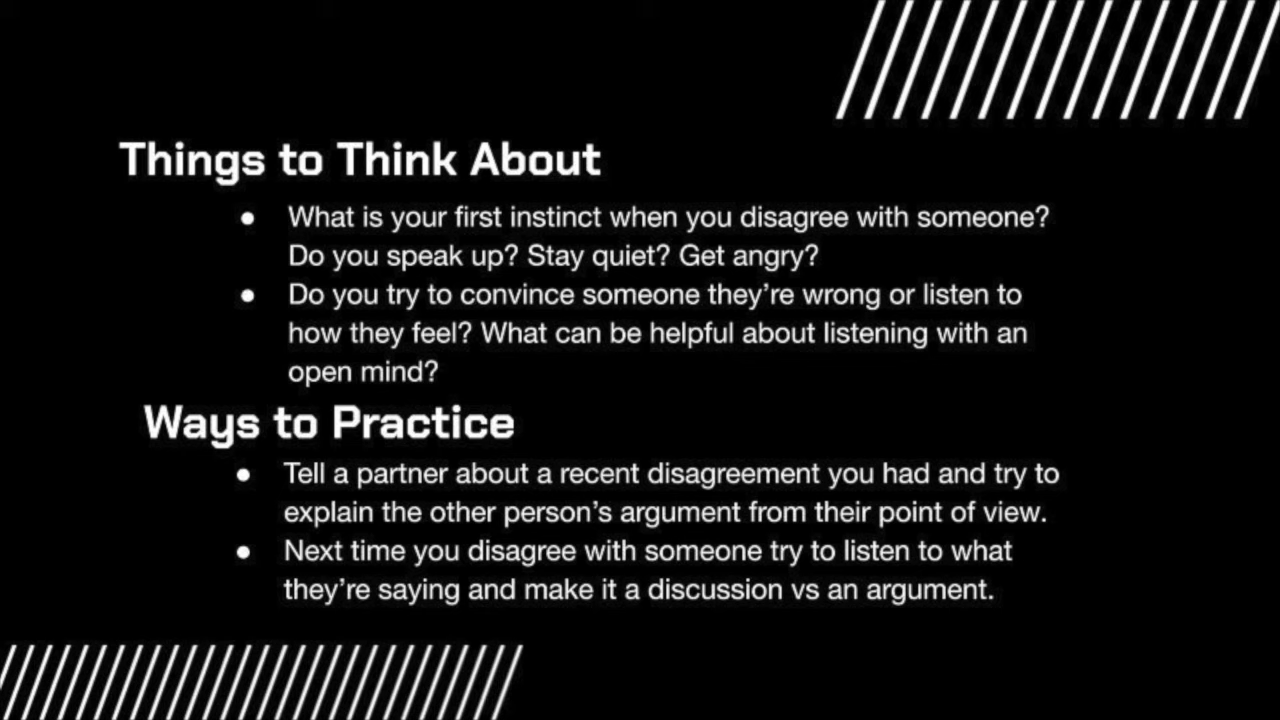 Things to Think About
● What is your first instinct when you disagree with someone?
Do you speak up? Stay quiet? Get angry?
● Do you try to convince someone they’re wrong or listen to
how they feel? What can be helpful about listening with an
open mind?
Ways to Practice
● Tell a partner about a recent disagreement you had and try to
explain the other person’s argument from their point of view.
● Next time you disagree with someone try to listen to what
they’re saying and make it a discussion vs an argument.